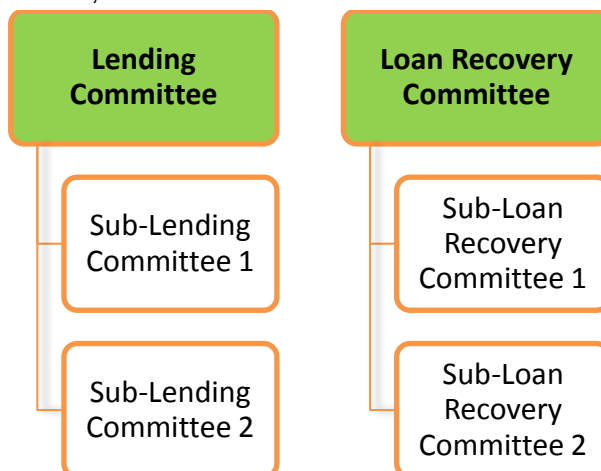 Lending
Committee
Loan Recovery
Committee
Sub-Lending
Committee 1
Sub-Loan
Recovery
Committee 1
Sub-Lending
Committee 2
Sub-Loan
Recovery
Committee 2